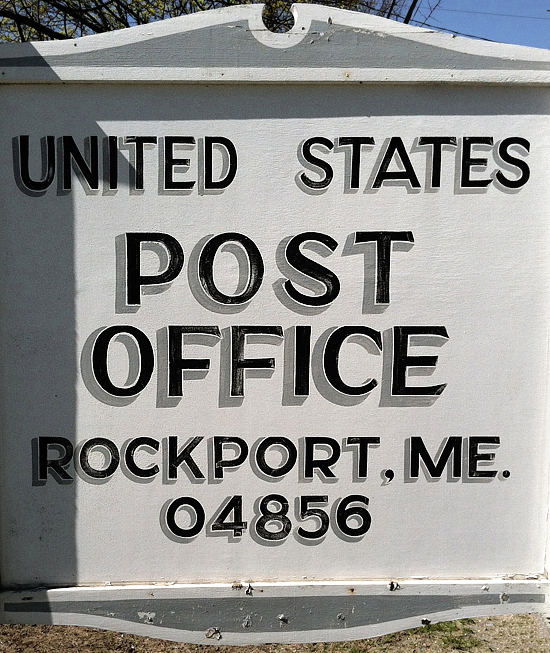 UNITED STATES
POST
OFFICE
ROCKPORT, ME.
04856